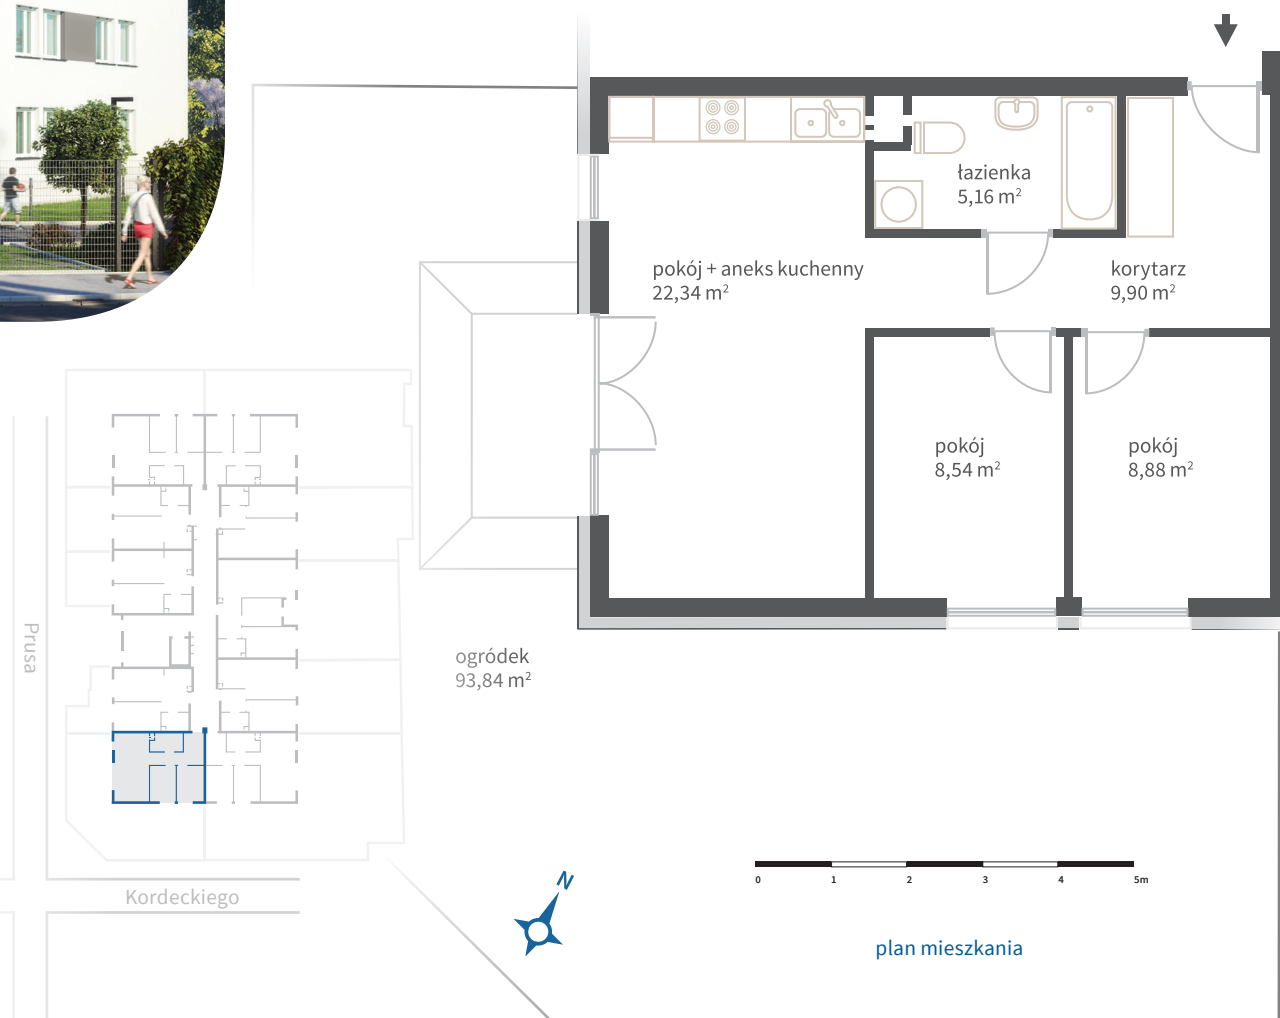 łazienka
5,16 m²
pokój + aneks kuchenny
22,34 m²
korytarz
9,90 m²
pokój
8,54 m²
pokój
8,88 m²
ogródek
93,84 m²
Prusa
Kordeckiego
N
0 1 2 3 4 5m
plan mieszkania